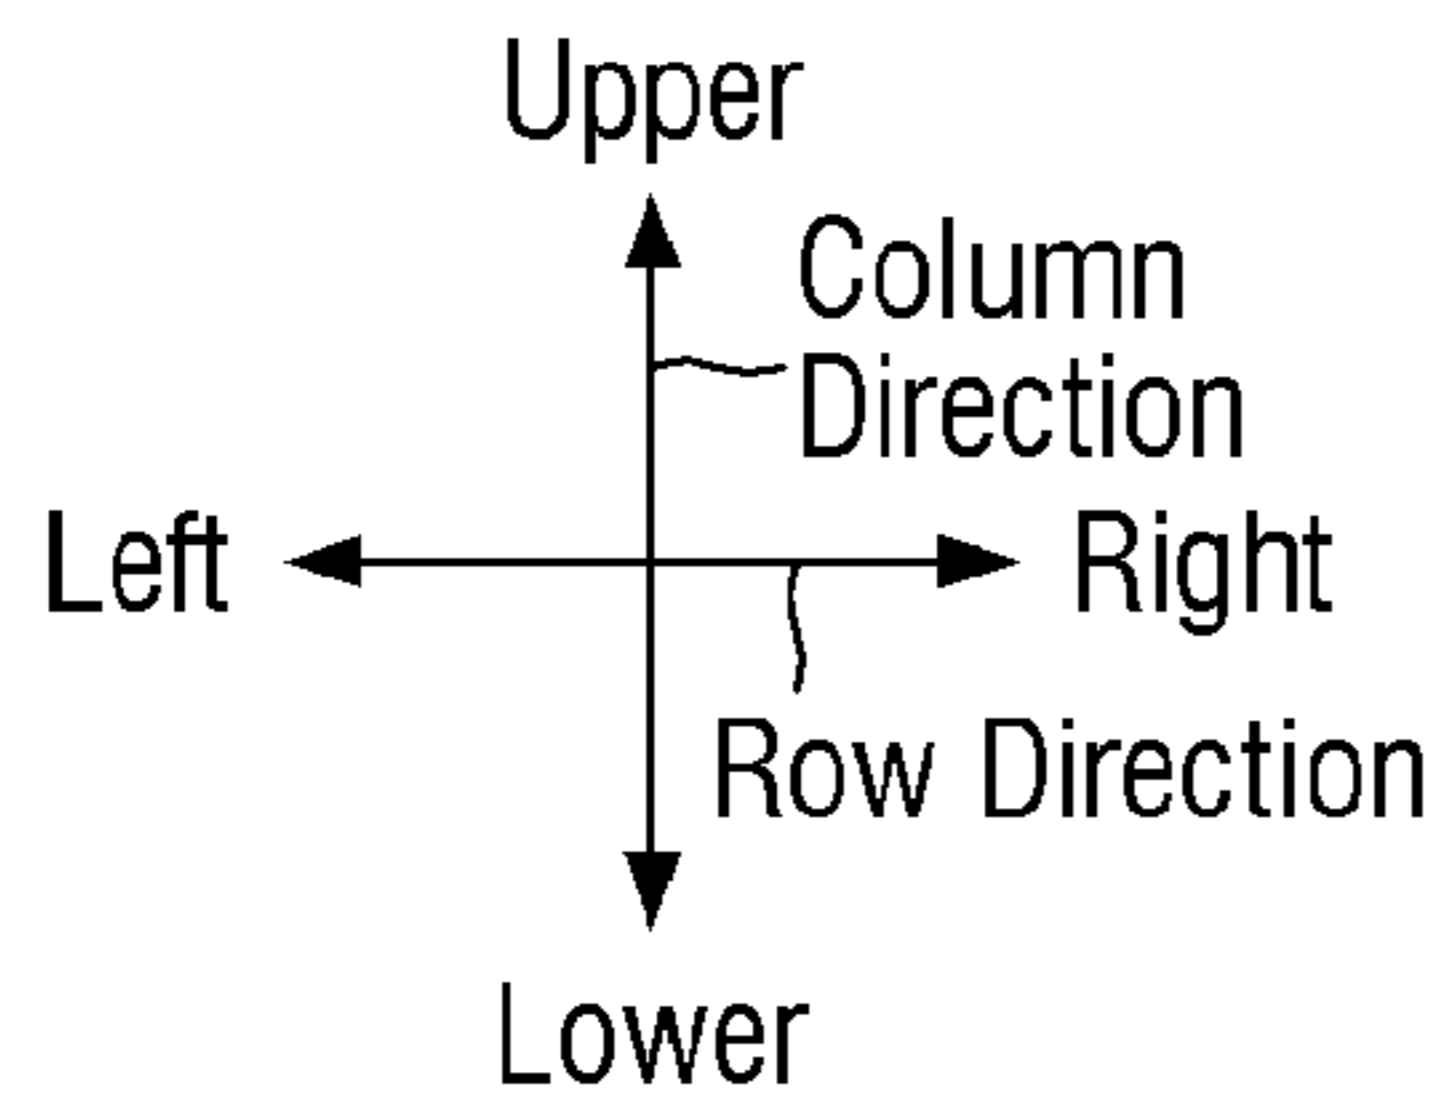 Upper
Column
Direction
Left
Right
Row Direction
Lower